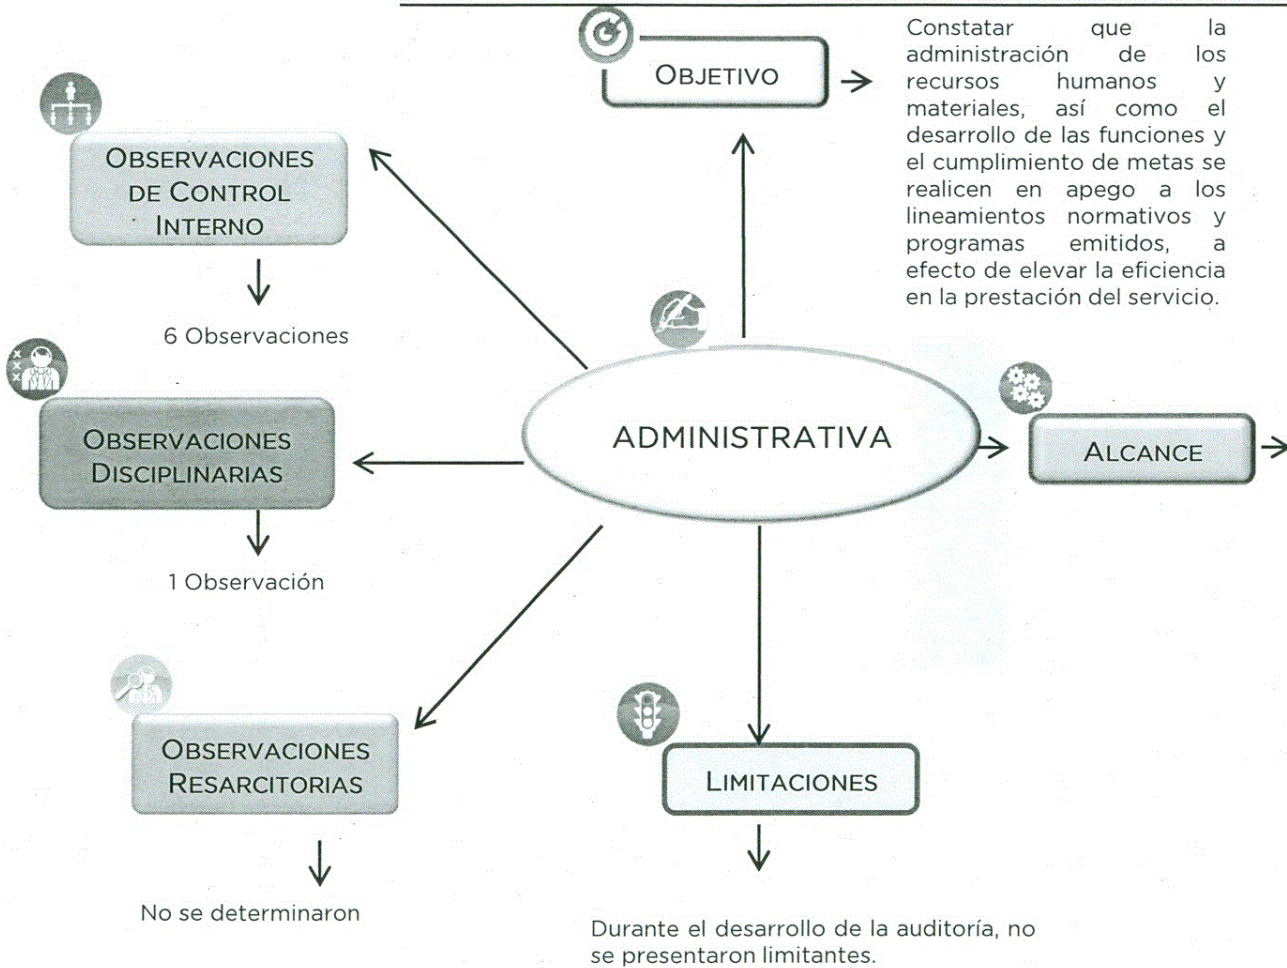 OBJETIVO
Constatar que la
administración de los
recursos humanos y
materiales, así como el
desarrollo de las funciones y
el cumplimiento de metas se
realicen en apego a los
lineamientos normativos y
programas emitidos, a
efecto de elevar la eficiencia
en la prestación del servicio.
OBSERVACIONES
DE CONTROL
INTERNO
6 Observaciones
OBSERVACIONES
DISCIPLINARIAS
1 Observación
ADMINISTRATIVA
ALCANCE
OBSERVACIONES
RESARCITORIAS
No se determinaron
LIMITACIONES
Durante el desarrollo de la auditoría, no
se presentaron limitantes.